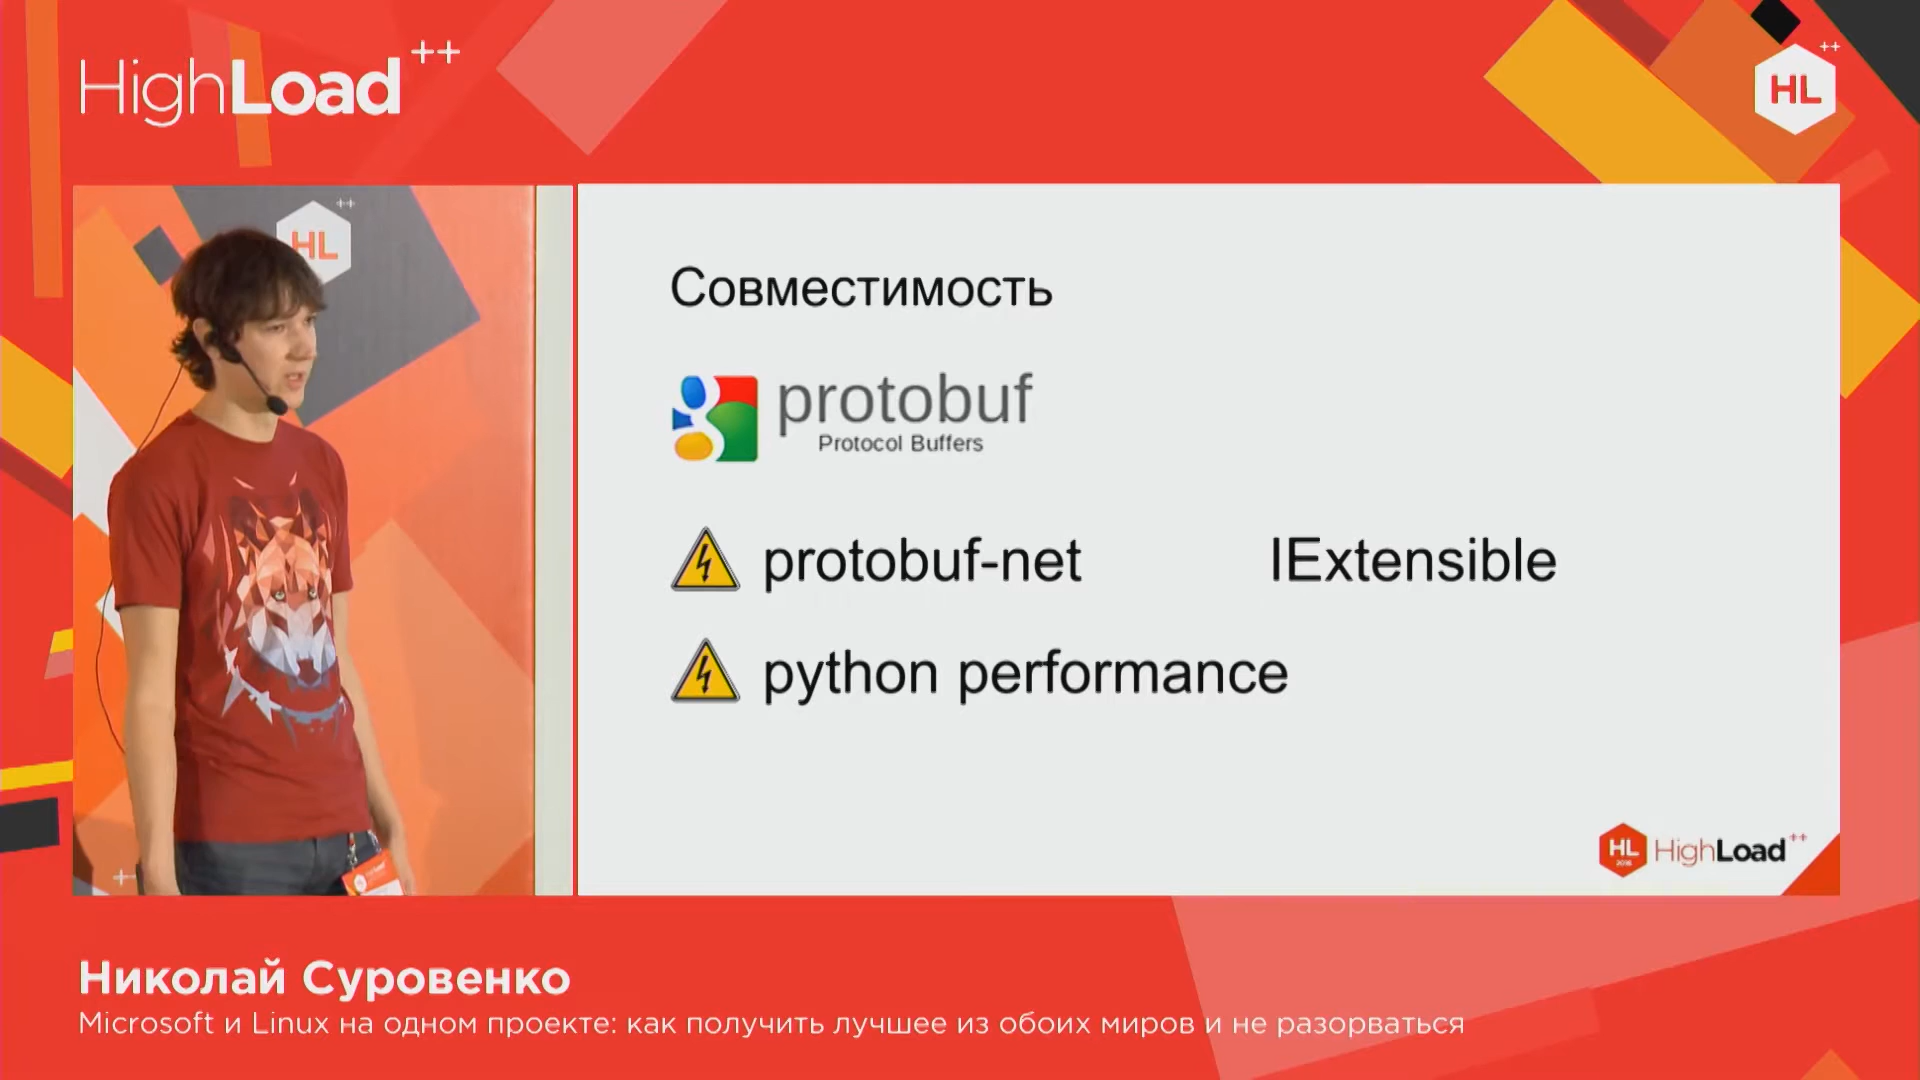 HighLoad++
HL++
HL++
Совместимость
protobuf
Protocol Buffers
protobuf-net IExtensible
python performance
HL HighLoad++
2016
Николай Суровенко
Microsoft и Linux на одном проекте: как получить лучшее из обоих миров и не разорваться